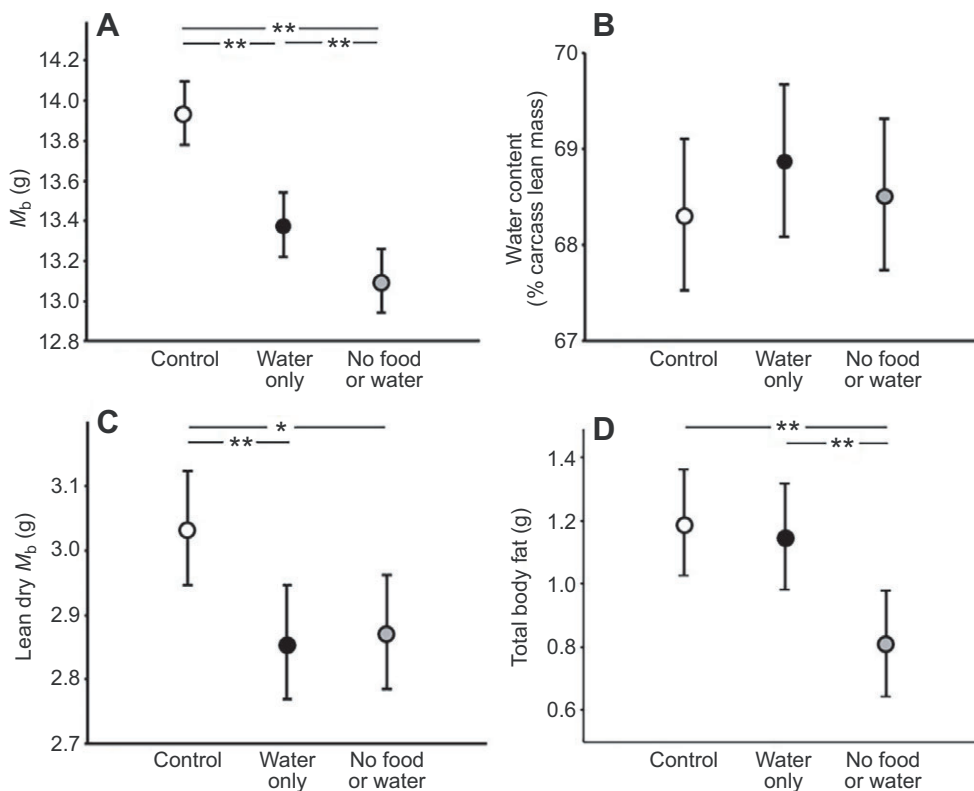 A
**
** **
14.2
14.0
13.8
13.6
13.4
13.2
13.0
12.8
M_b (g)
Control
Water only
No food or water
B
70
69
68
67
Water content
(% carcass lean mass)
Control
Water only
No food or water
C
*
**
3.1
3.0
2.9
2.8
2.7
Lean dry M_b (g)
Control
Water only
No food or water
D
**
**
1.4
1.2
1.0
0.8
0.6
Total body fat (g)
Control
Water only
No food or water